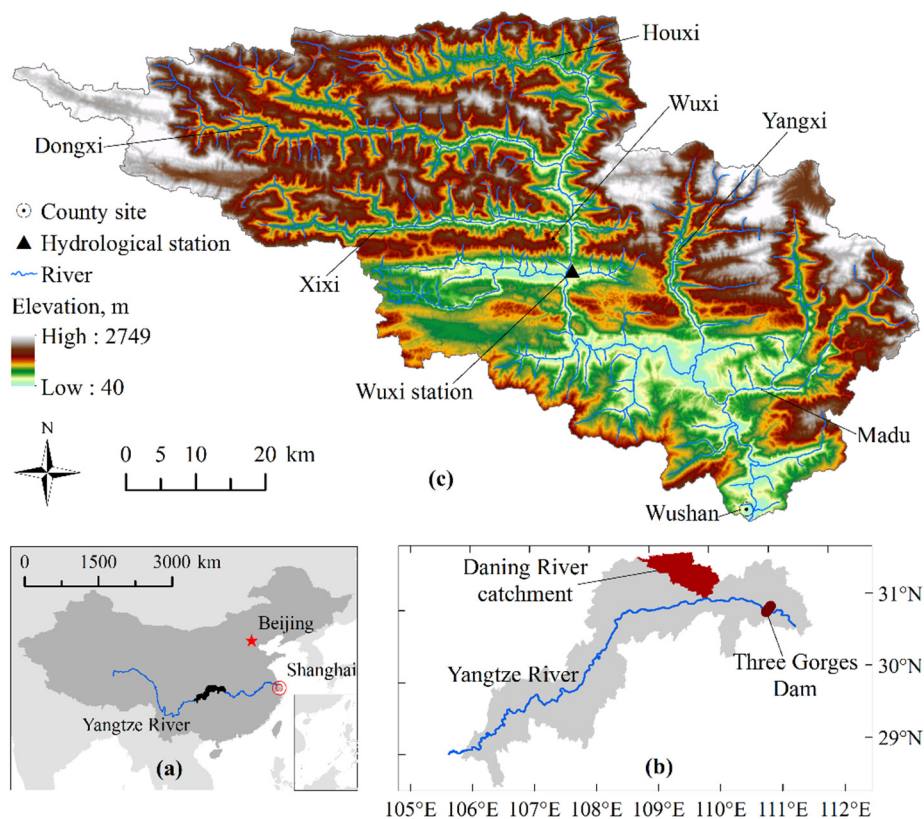 Houxi
Wuxi
Yangxi
Dongxi
County site
Hydrological station
River
Xixi
Elevation, m
High : 2749
Low : 40
Wuxi station
Madu
N
0 5 10 20 km
(c)
Wushan
0 1500 3000 km
Beijing
Shanghai
Yangtze River
(a)
Daning River
catchment
31°N
Three Gorges
Dam
30°N
Yangtze River
29°N
(b)
105°E 106°E 107°E 108°E 109°E 110°E 111°E 112°E